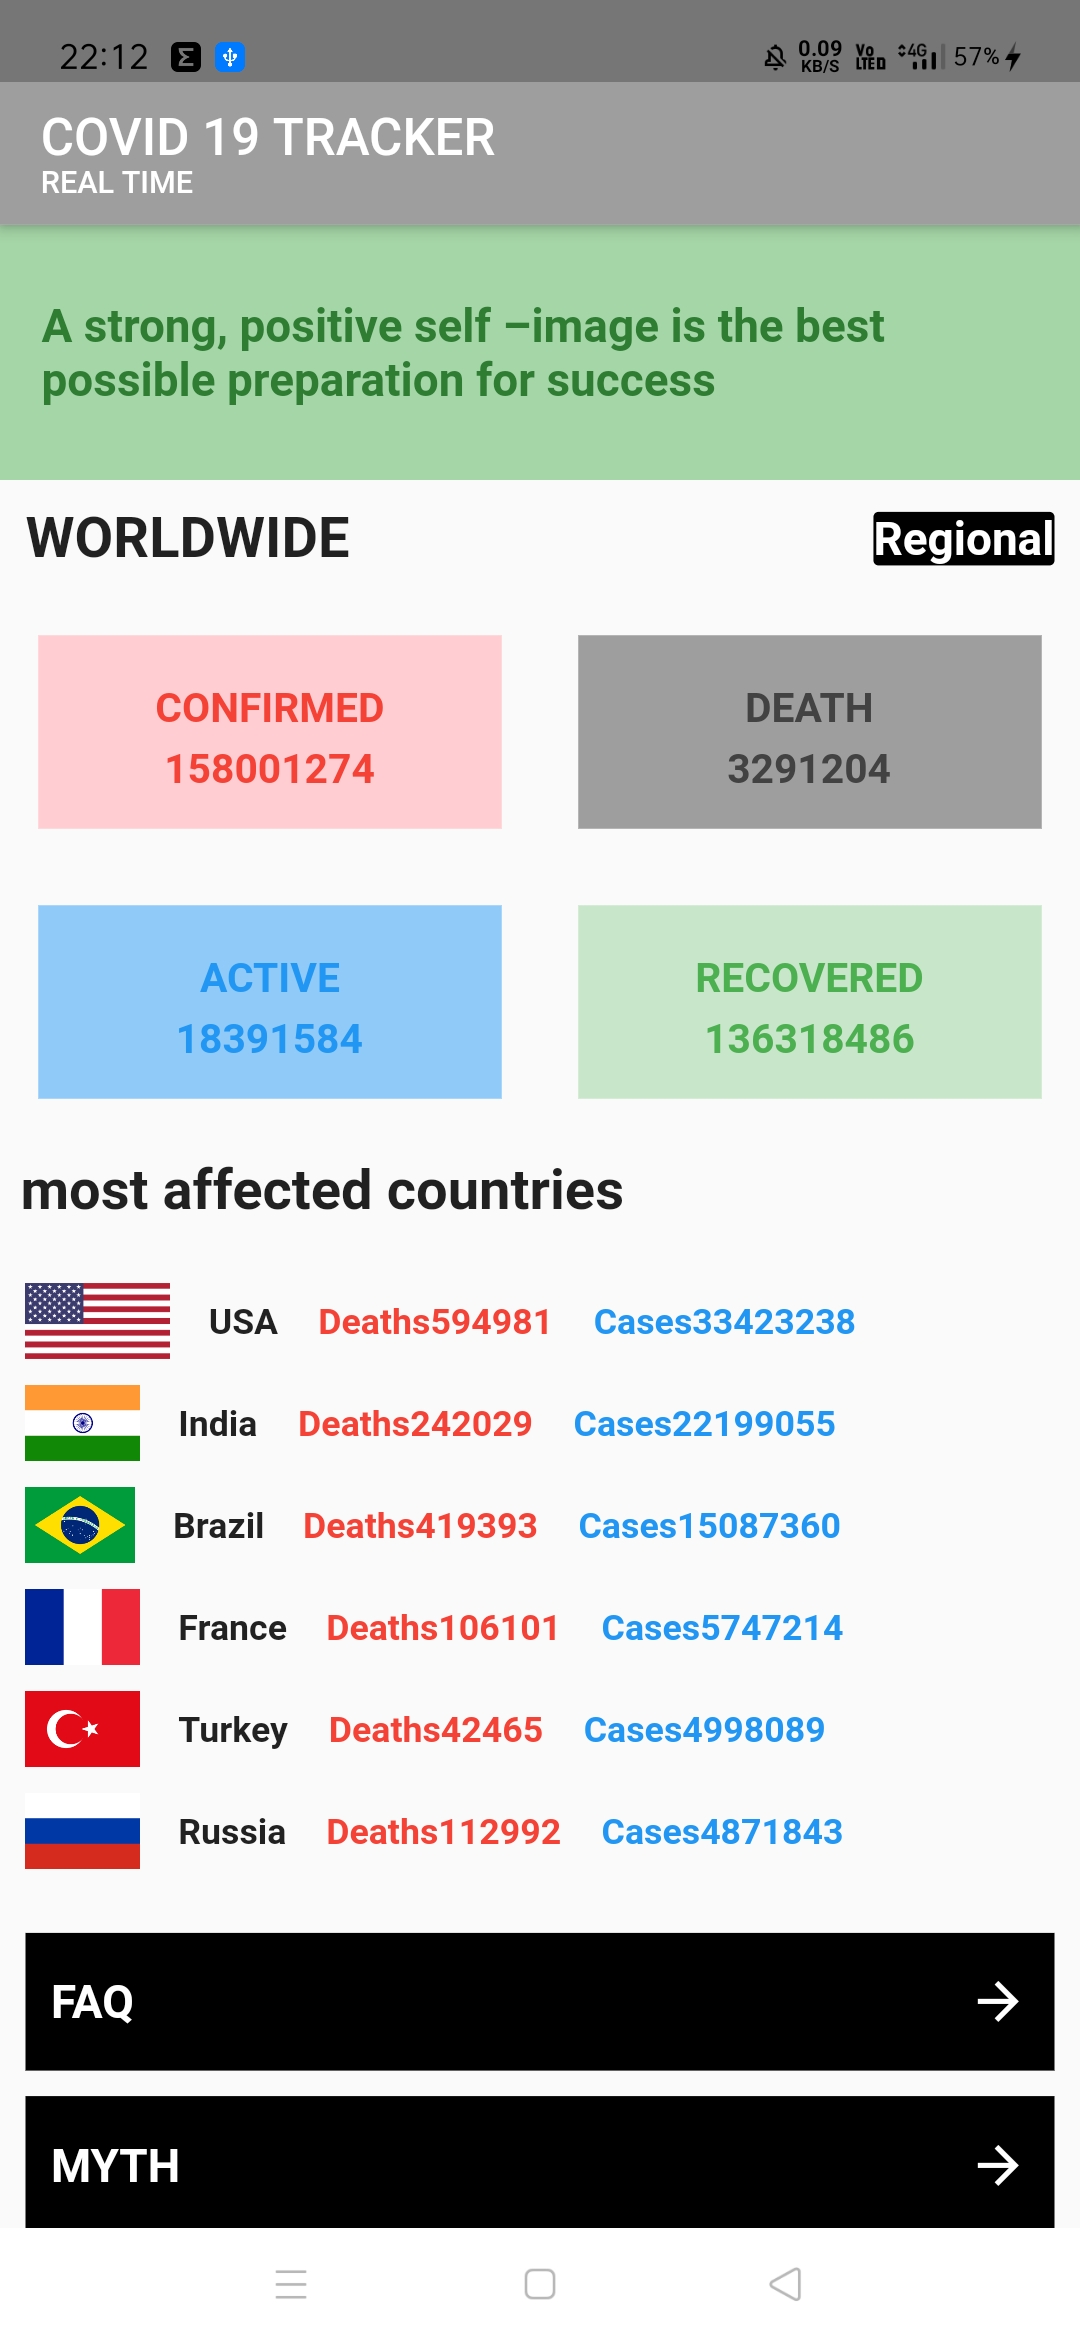 22:12 0.09 KB/S Vo LTE 4G 57%
COVID 19 TRACKER
REAL TIME
A strong, positive self –image is the best
possible preparation for success
WORLDWIDE Regional
CONFIRMED
158001274
DEATH
3291204
ACTIVE
18391584
RECOVERED
136318486
most affected countries
USA Deaths594981 Cases33423238
India Deaths242029 Cases22199055
Brazil Deaths419393 Cases15087360
France Deaths106101 Cases5747214
Turkey Deaths42465 Cases4998089
Russia Deaths112992 Cases4871843
FAQ
MYTH